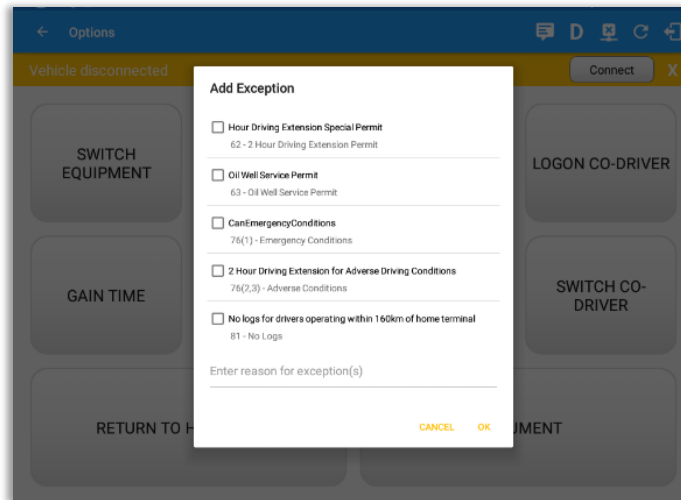 Options
D
Vehicle disconnected
Connect
X
Add Exception
Hour Driving Extension Special Permit
62 - 2 Hour Driving Extension Permit
Oil Well Service Permit
63 - Oil Well Service Permit
CanEmergencyConditions
76(1) - Emergency Conditions
2 Hour Driving Extension for Adverse Driving Conditions
76(2,3) - Adverse Conditions
No logs for drivers operating within 160km of home terminal
81 - No Logs
Enter reason for exception(s)
CANCEL
OK
SWITCH
EQUIPMENT
LOGON CO-DRIVER
GAIN TIME
SWITCH CO-
DRIVER
RETURN TO H
UMENT